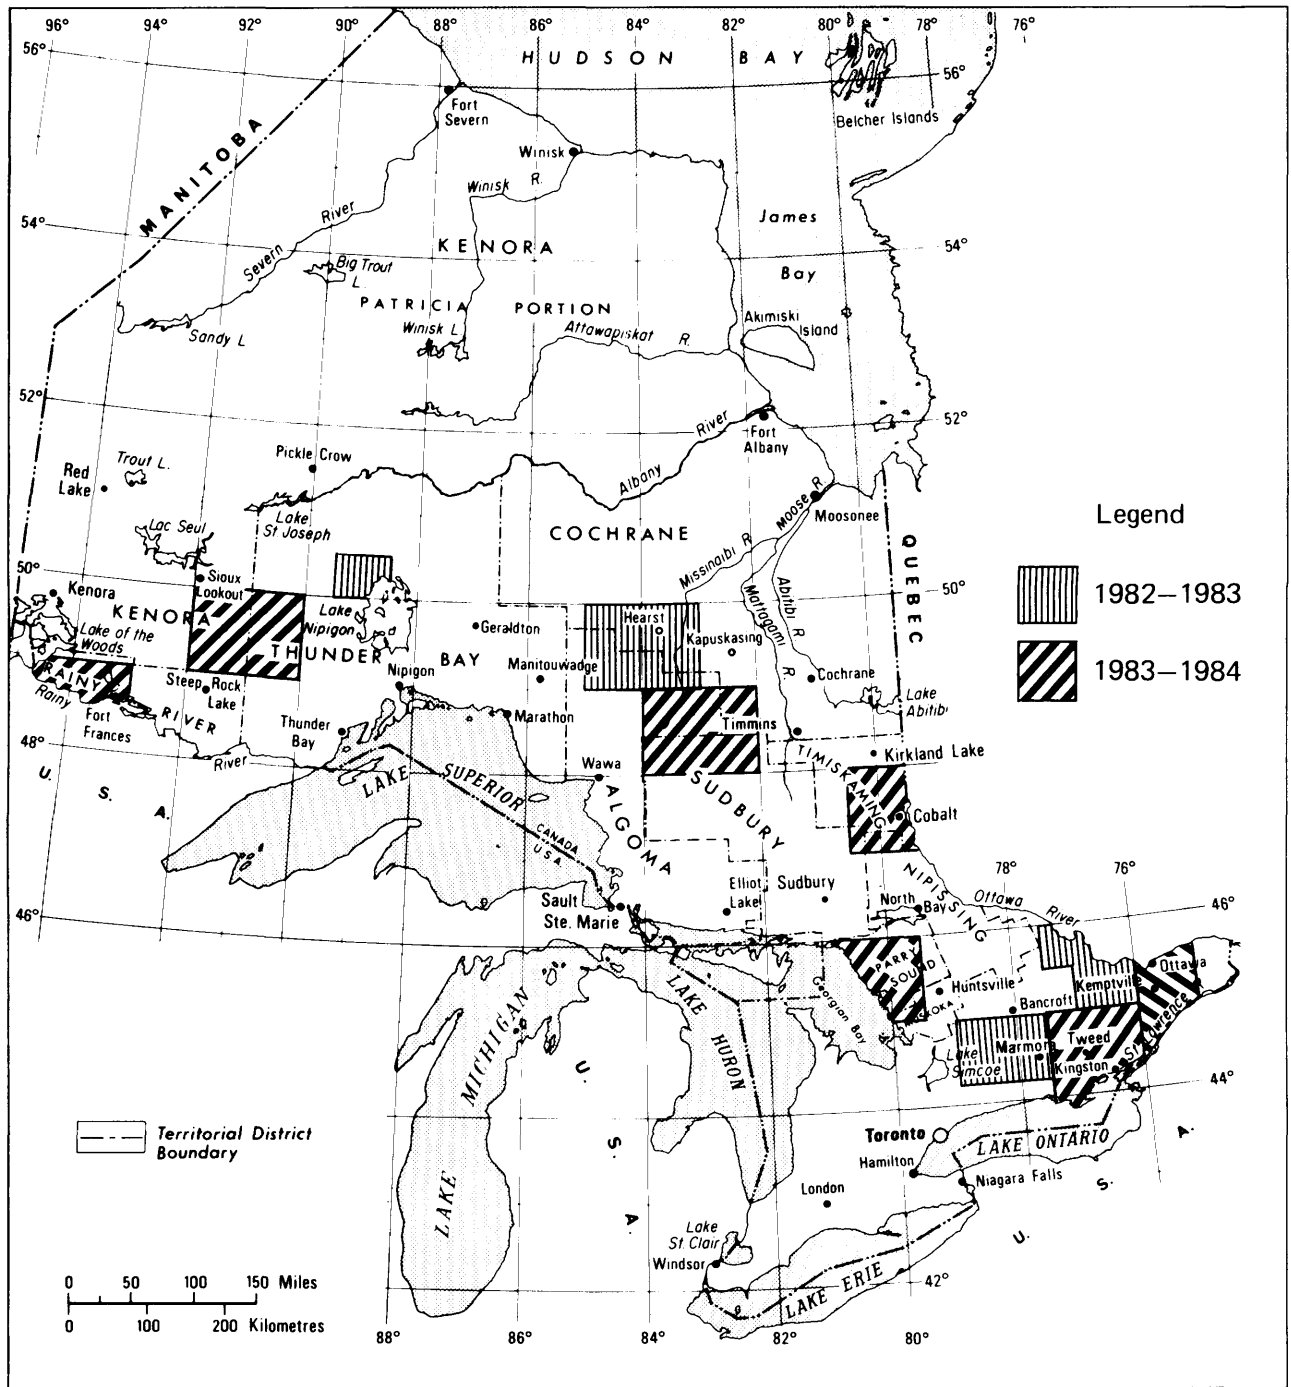 96° 94° 92° 90° 88° 86° 84° 82° 80° 78° 76°
56°
HUDSON BAY
56°
Belcher Islands
Fort
Severn
MANITOBA
Winisk
Winisk R.
54°
Severn River
James
Bay
54°
KENORA
Big Trout
L.
PATRICIA PORTION
Winisk L.
Attawapiskat R.
Akimiski
Island
Sandy L
52°
52°
Albany River
Fort
Albany
Pickle Crow
Trout L.
Red
Lake
Lake
St Joseph
Lac Seul
COCHRANE
Moose R.
Moosonee
Missinaibi R.
Mattagami R.
Abitibi R.
QUEBEC
Legend
1982–1983
1983–1984
50°
50°
Kenora
Sioux
Lookout
KENORA
Lake of the
Woods
Lake
Nipigon
Geraldton
Hearst
Kapuskasing
THUNDER BAY
Manitouwadge
Nipigon
Cochrane
Lake
Abitibi
RAINY
Rainy
Steep Rock
Lake
Fort
Frances
RIVER
River
Thunder
Bay
Marathon
Timmins
48°
Kirkland Lake
TIMISKAMING
U. S. A.
LAKE SUPERIOR
Wawa
SUDBURY
ALGOMA
CANADA
USA
Cobalt
NIPISSING
78° 76°
Elliot
Lake
Sudbury
North
Bay
Ottawa River
46°
46°
Sault
Ste. Marie
PARRY
SOUND
Huntsville
Ottawa
Kemptville
Bancroft
Georgian Bay
LAKE HURON
LAKE MICHIGAN
Marmora
Tweed
St. Lawrence
Lake
Simcoe
Kingston
44°
Territorial District
Boundary
Toronto
LAKE ONTARIO
Hamilton
Niagara Falls
U. S. A.
London
U. S. A.
Lake
St. Clair
Windsor
LAKE ERIE
42°
0 50 100 150 Miles
0 100 200 Kilometres
88° 86° 84° 82° 80°